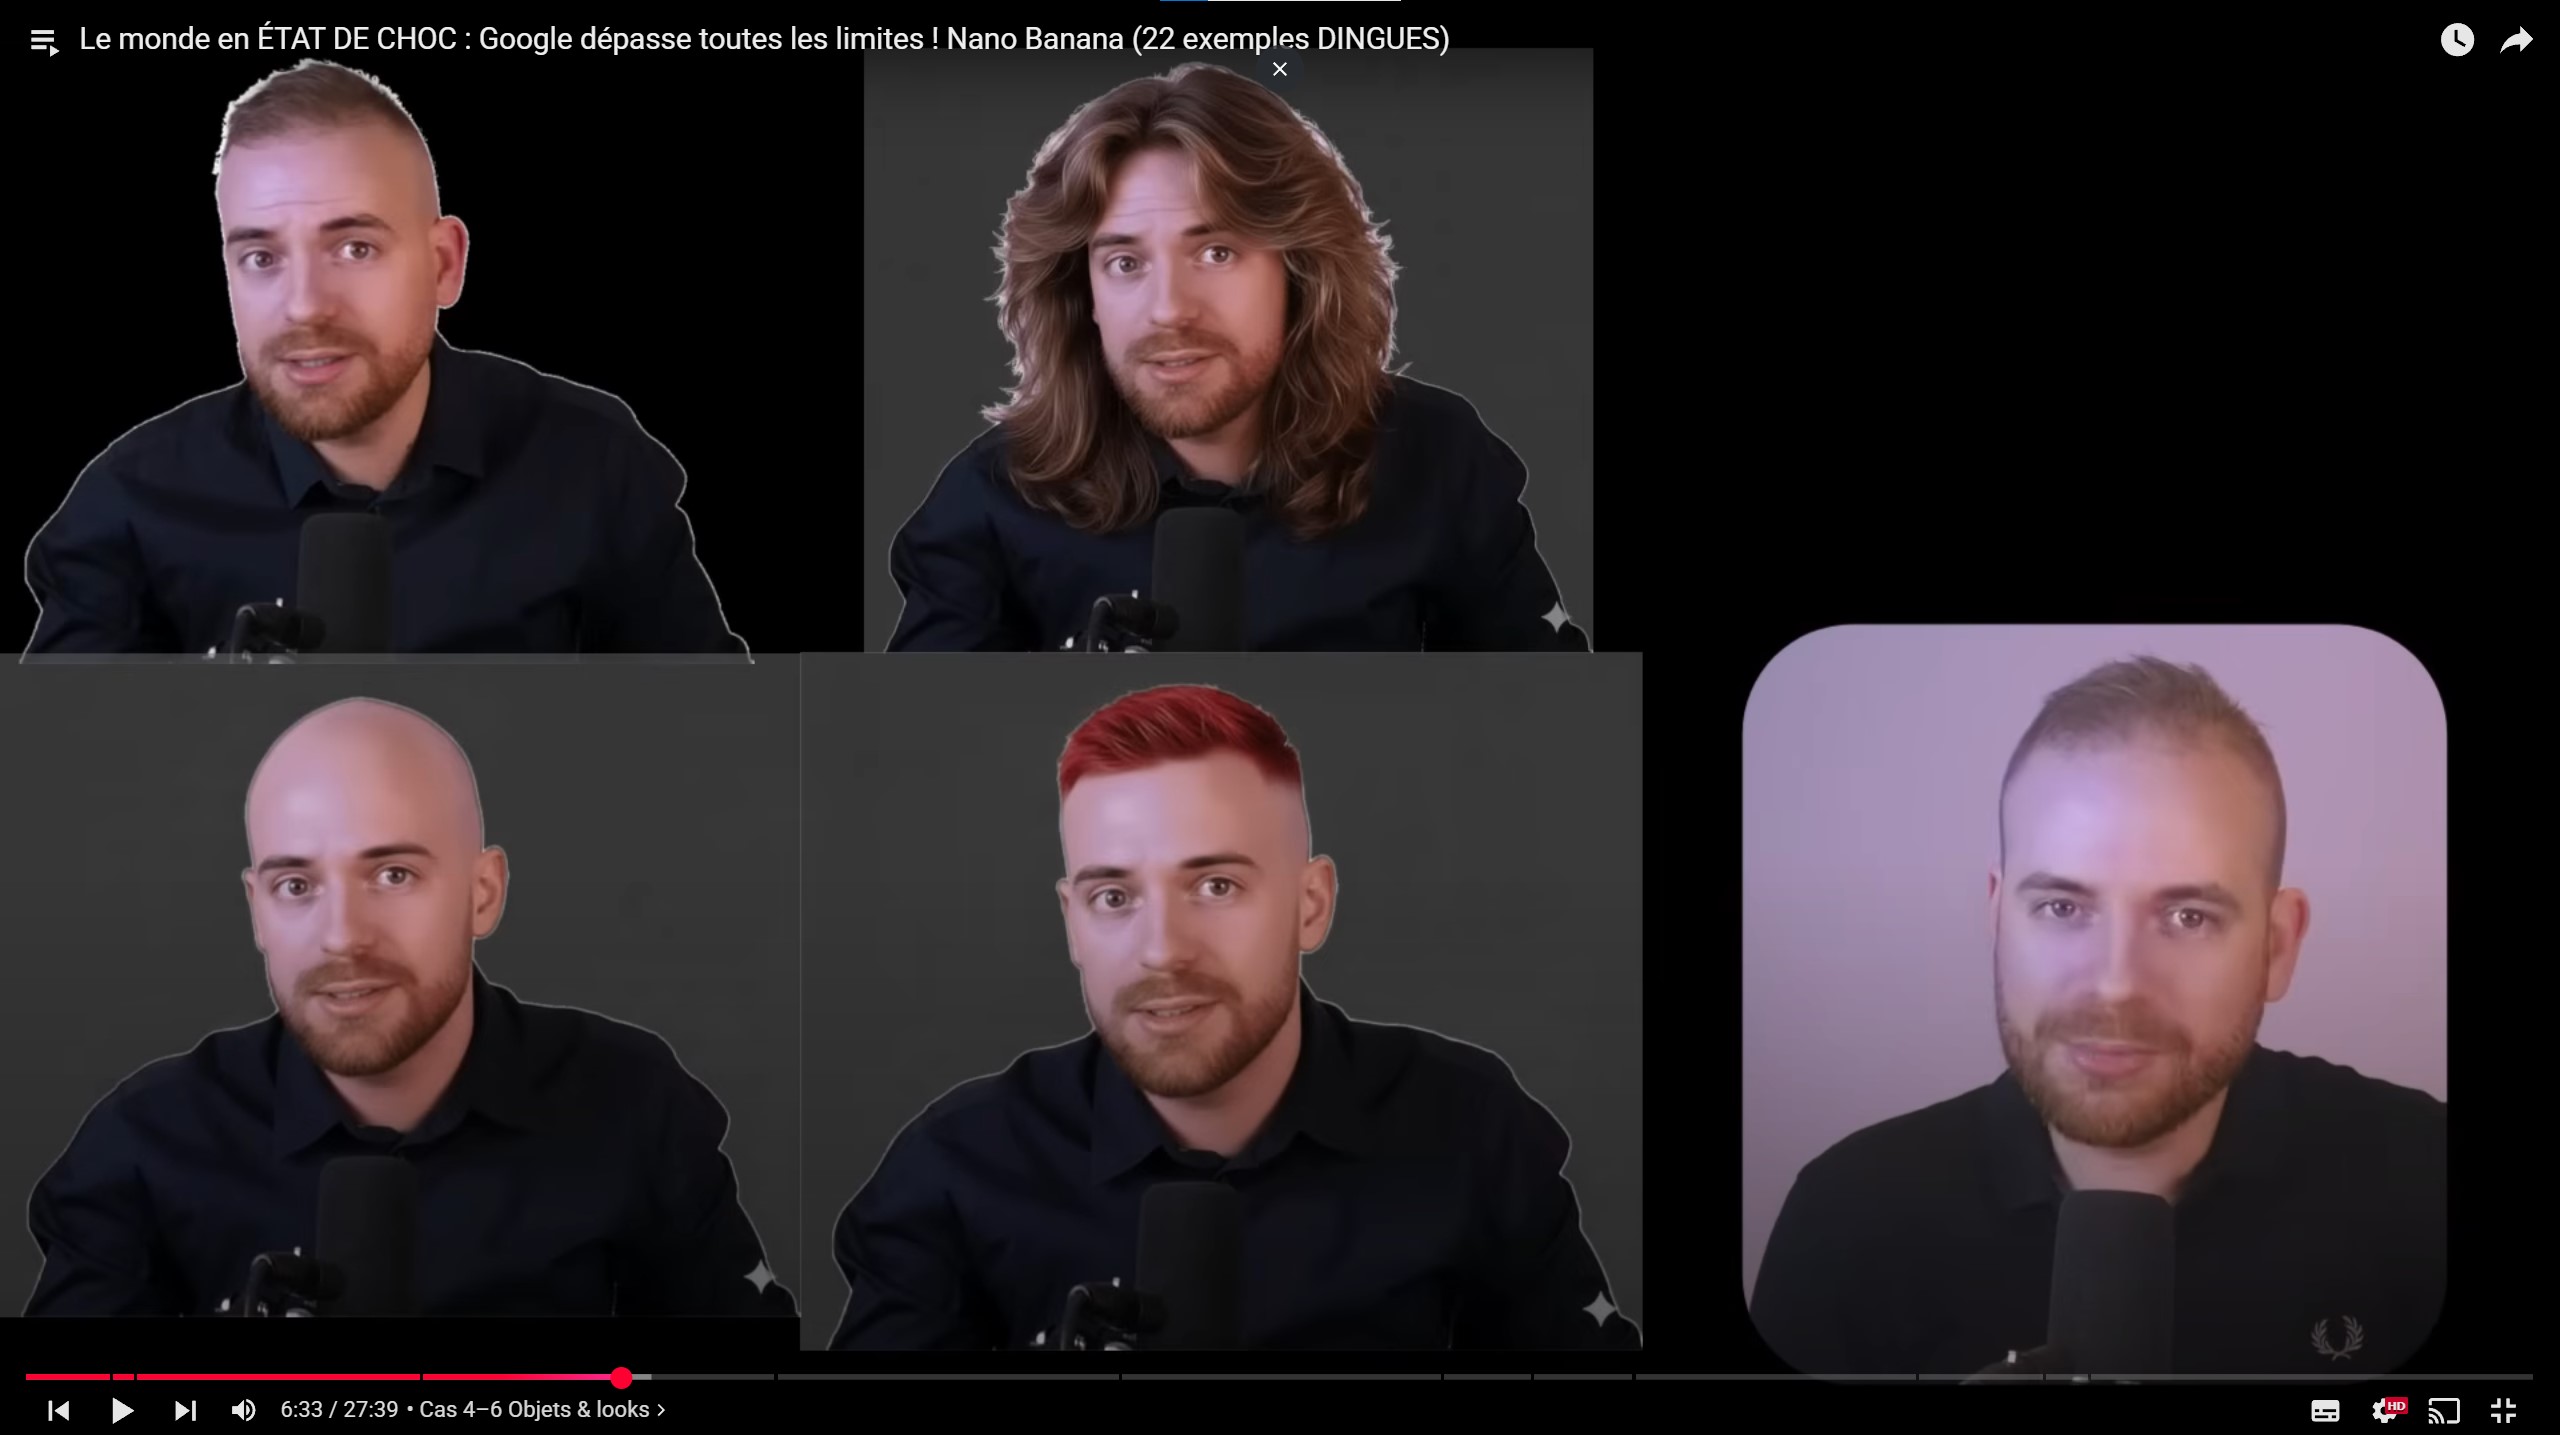 Le monde en ÉTAT DE CHOC : Google dépasse toutes les limites ! Nano Banana (22 exemples DINGUES)
6:33 / 27:39 • Cas 4–6 Objets & looks
HD